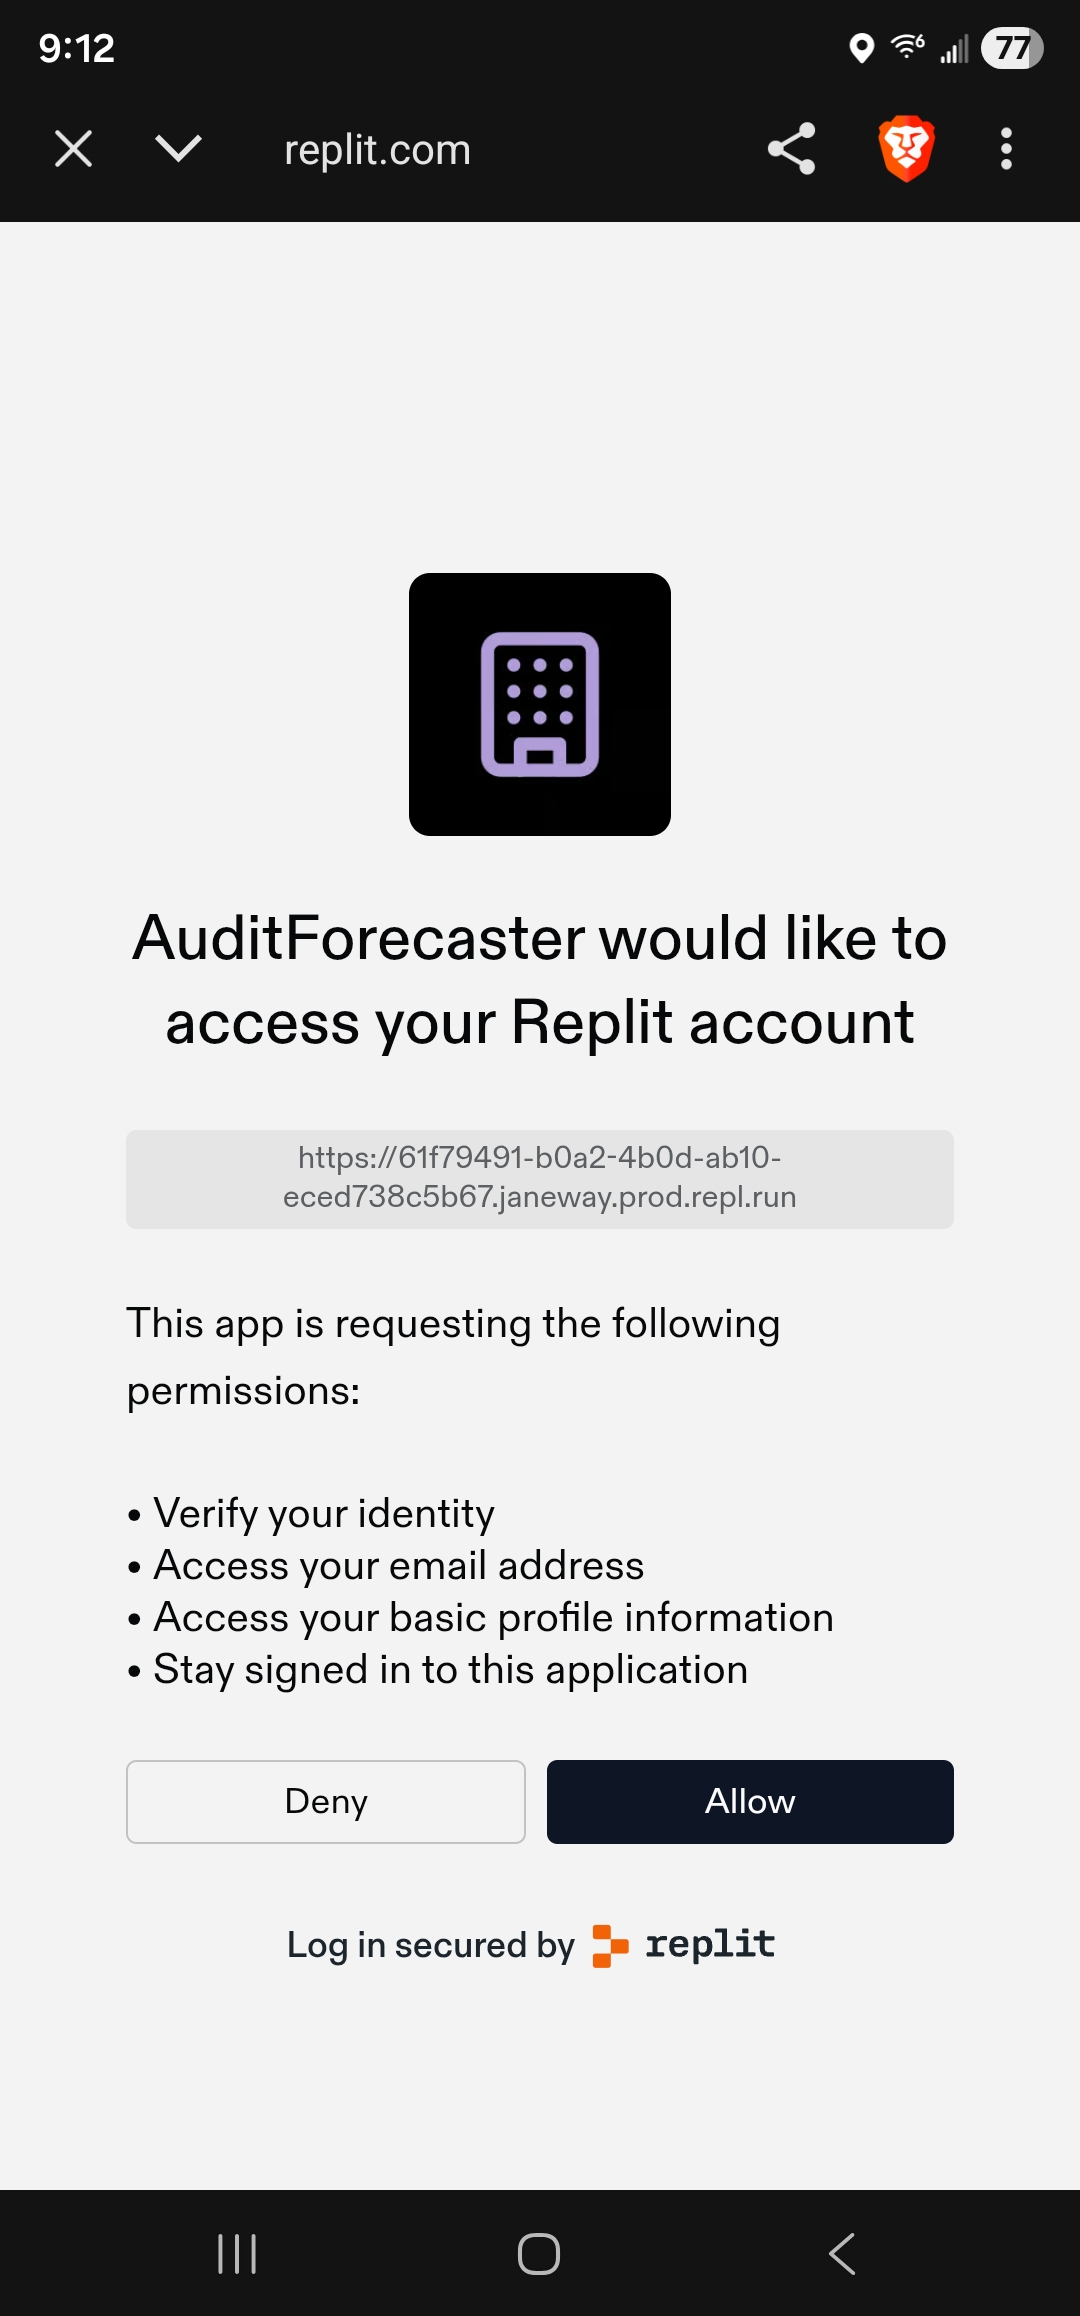 9:12
6
77
replit.com
AuditForecaster would like to
access your Replit account
https://61f79491-b0a2-4b0d-ab10-
eced738c5b67.janeway.prod.repl.run
This app is requesting the following
permissions:
• Verify your identity
• Access your email address
• Access your basic profile information
• Stay signed in to this application
Deny
Allow
Log in secured by replit